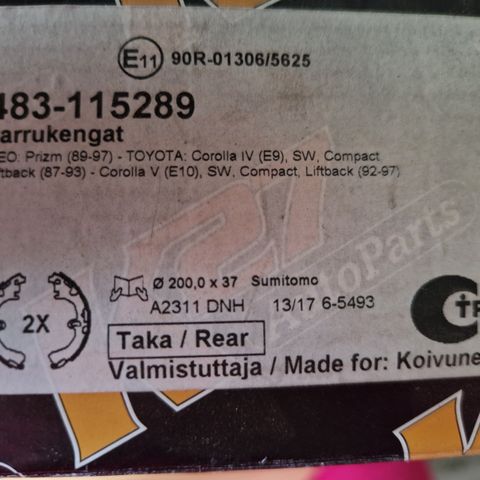 E11 90R-01306/5625
483-115289
arrukengat
EO: Prizm (89-97) - TOYOTA: Corolla IV (E9), SW, Compact
ftback (87-93) - Corolla V (E10), SW, Compact, Liftback (92-97)
AutoParts
Ø 200,0 x 37 Sumitomo
2X
A2311 DNH 13/17 6-5493
Taka / Rear
Valmistuttaja / Made for: Koivune